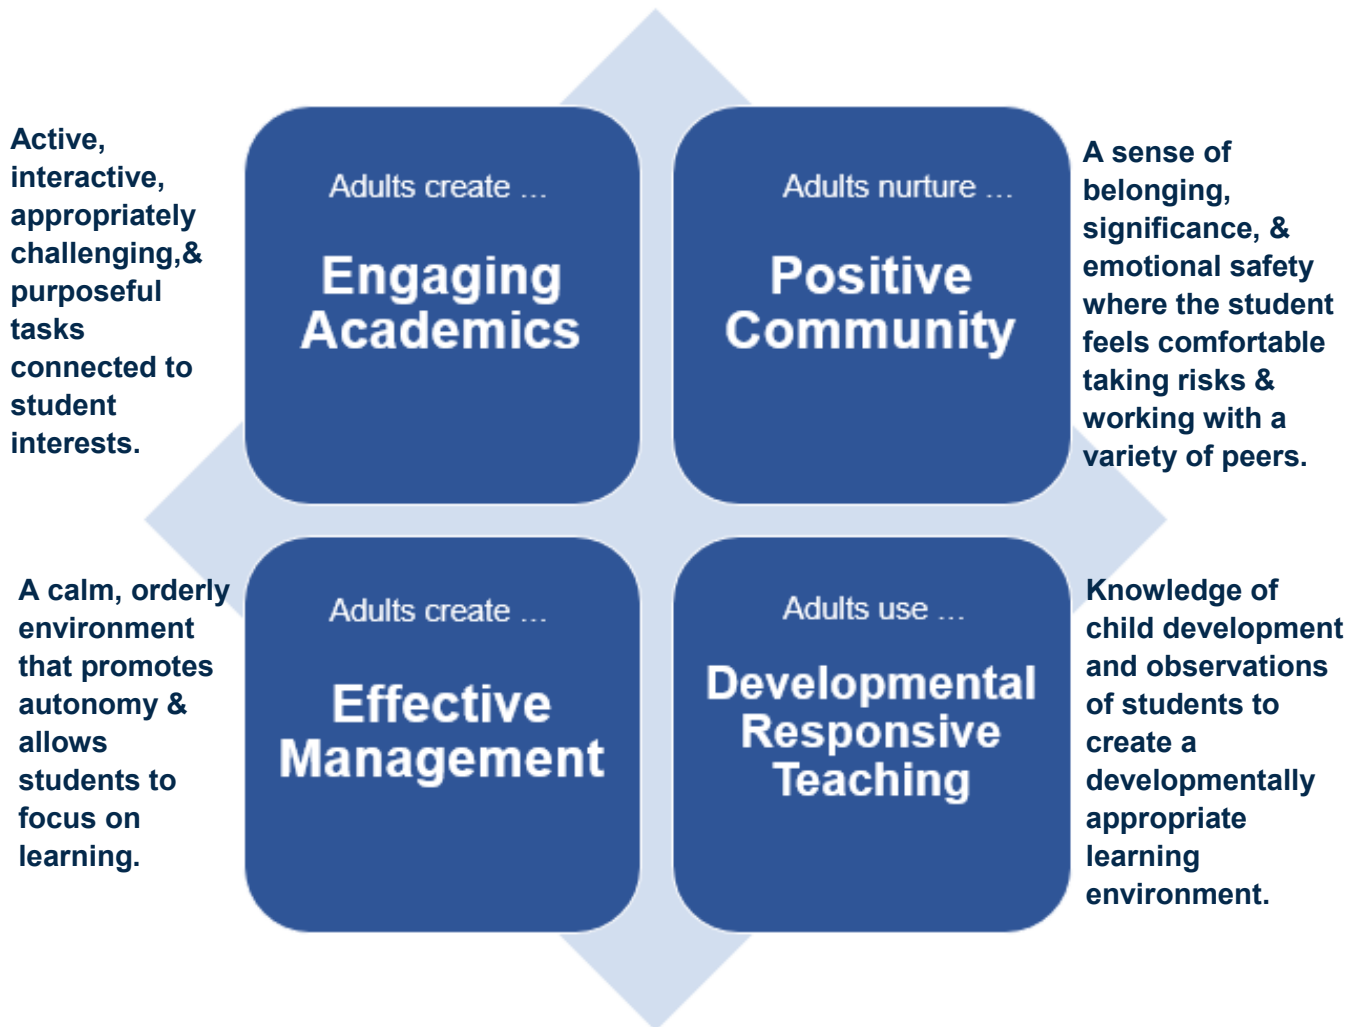 Active,
interactive,
appropriately
challenging,&
purposeful
tasks
connected to
student
interests.
Adults create ...
Engaging
Academics
Adults nurture ...
Positive
Community
A sense of
belonging,
significance, &
emotional safety
where the student
feels comfortable
taking risks &
working with a
variety of peers.
A calm, orderly
environment
that promotes
autonomy &
allows
students to
focus on
learning.
Adults create ...
Effective
Management
Adults use ...
Developmental
Responsive
Teaching
Knowledge of
child development
and observations
of students to
create a
developmentally
appropriate
learning
environment.